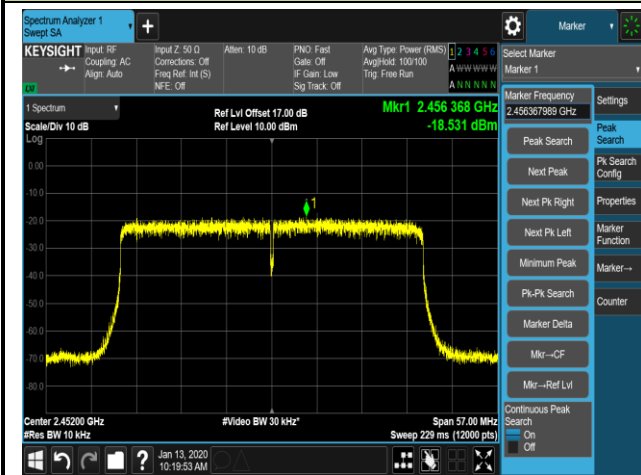 Spectrum Analyzer 1
Swept SA
+
Marker
KEYSIGHT
Input: RF
Coupling: AC
Align: Auto
Input Z: 50 Ω
Corrections: Off
Freq Ref: Int (S)
NFE: Off
Atten: 10 dB
PNO: Fast
Gate: Off
IF Gain: Low
Sig Track: Off
Avg Type: Power (RMS)
Avg|Hold: 100/100
Trig: Free Run
1 2 3 4 5 6
A W W W W W
A N N N N N
Select Marker
Marker 1
1 Spectrum
Scale/Div 10 dB
Log
Ref Lvl Offset 17.00 dB
Ref Level 10.00 dBm
Mkr1 2.456 368 GHz
-18.531 dBm
0.00
-10.0
-20.0
-30.0
-40.0
-50.0
-60.0
-70.0
-80.0
1
Center 2.45200 GHz
#Res BW 10 kHz
#Video BW 30 kHz*
Span 57.00 MHz
Sweep 229 ms (12000 pts)
Marker Frequency
2.456367989 GHz
Peak Search
Next Peak
Next Pk Right
Next Pk Left
Minimum Peak
Pk-Pk Search
Marker Delta
Mkr→CF
Mkr→Ref Lvl
Continuous Peak
Search
On
Off
Settings
Peak
Search
Pk Search
Config
Properties
Marker
Function
Marker→
Counter
?
Jan 13, 2020
10:19:53 AM